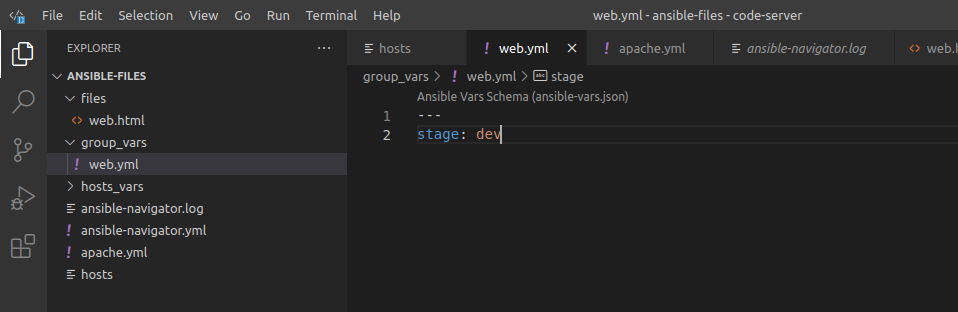 File Edit Selection View Go Run Terminal Help web.yml - ansible-files - code-server
EXPLORER ...
hosts ! web.yml × ! apache.yml ansible-navigator.log <> web.h
ANSIBLE-FILES
files
<> web.html
group_vars
! web.yml
hosts_vars
ansible-navigator.log
! ansible-navigator.yml
! apache.yml
hosts
group_vars > ! web.yml > abc stage
Ansible Vars Schema (ansible-vars.json)
1 ---
2 stage: dev